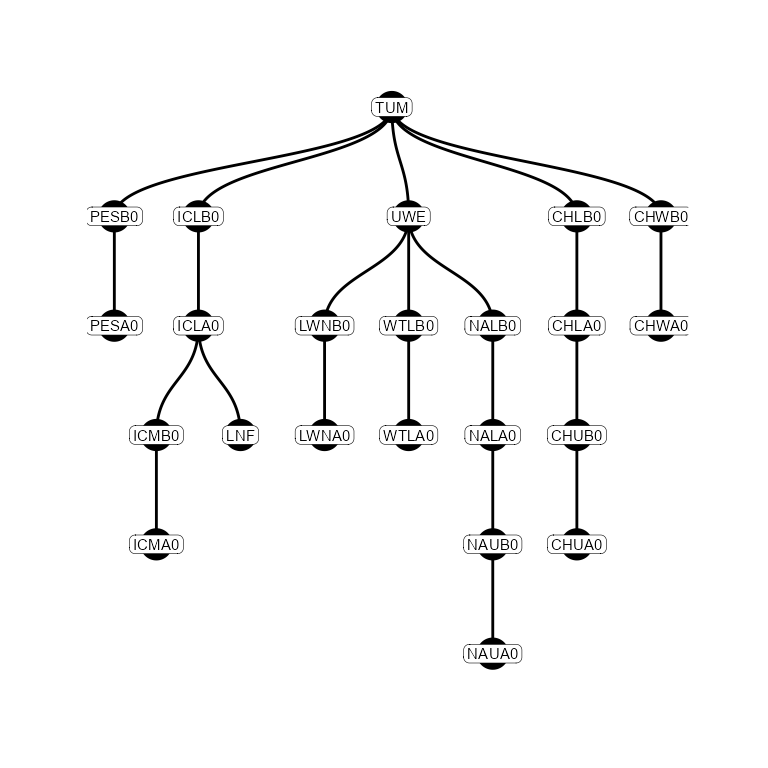 TUM
PESB0 ICLB0 UWE CHLB0 CHWB0
PESA0 ICLA0 LWNB0 WTLB0 NALB0 CHLA0 CHWA0
ICMB0 LNF LWNA0 WTLA0 NALA0 CHUB0
ICMA0 NAUB0 CHUA0
NAUA0